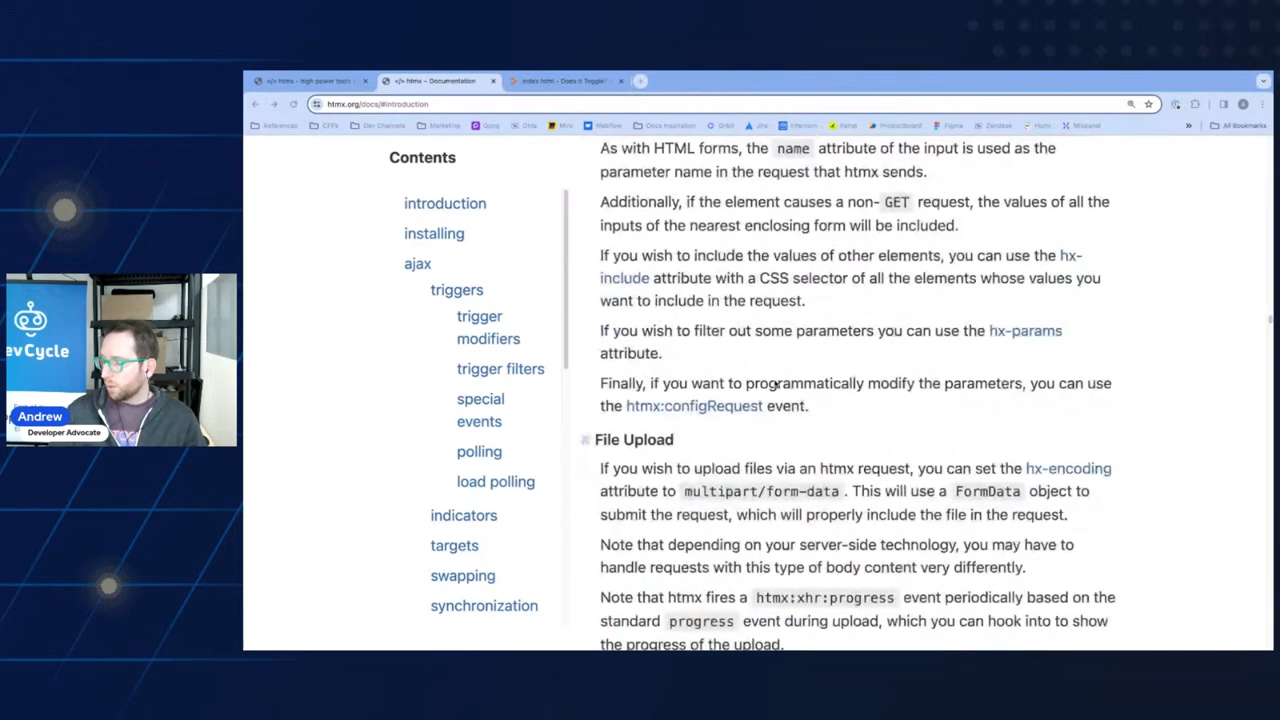 </> htmx - high power tools
</> htmx ~ Documentation
index.html - Does it Toggle?
htmx.org/docs/#introduction
References
CFPs
Dev Channels
Marketing
Gong
Okta
Miro
Webflow
Docs Inspiration
Orbit
Jira
Intercom
Ramp
Productboard
Figma
Zendesk
Humi
Mixpanel
»
All Bookmarks
Contents
introduction
installing
ajax
triggers
trigger
modifiers
trigger filters
special
events
polling
load polling
indicators
targets
swapping
synchronization
As with HTML forms, the name attribute of the input is used as the
parameter name in the request that htmx sends.
Additionally, if the element causes a non- GET request, the values of all the
inputs of the nearest enclosing form will be included.
If you wish to include the values of other elements, you can use the hx-
include attribute with a CSS selector of all the elements whose values you
want to include in the request.
If you wish to filter out some parameters you can use the hx-params
attribute.
Finally, if you want to programmatically modify the parameters, you can use
the htmx:configRequest event.
# File Upload
If you wish to upload files via an htmx request, you can set the hx-encoding
attribute to multipart/form-data . This will use a FormData object to
submit the request, which will properly include the file in the request.
Note that depending on your server-side technology, you may have to
handle requests with this type of body content very differently.
Note that htmx fires a htmx:xhr:progress event periodically based on the
standard progress event during upload, which you can hook into to show
the progress of the upload.
evCycle
Andrew
Developer Advocate